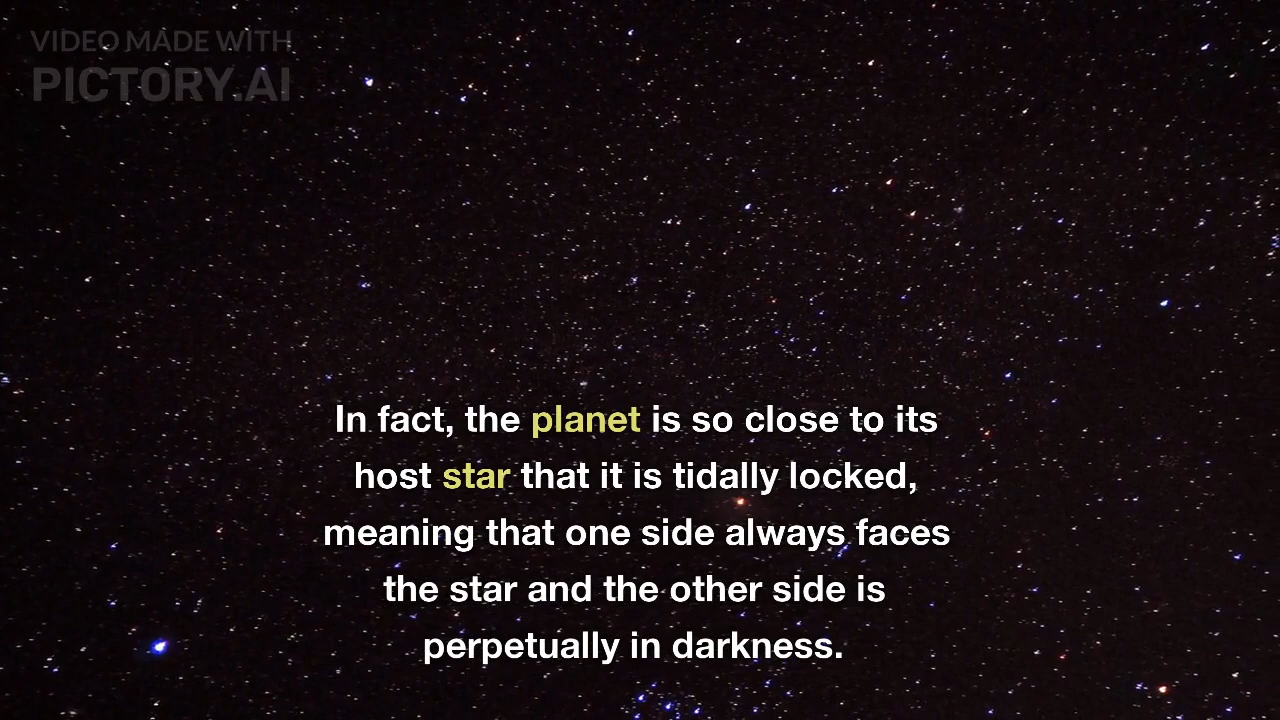 VIDEO MADE WITH
PICTORY.AI
In fact, the planet is so close to its
host star that it is tidally locked,
meaning that one side always faces
the star and the other side is
perpetually in darkness.